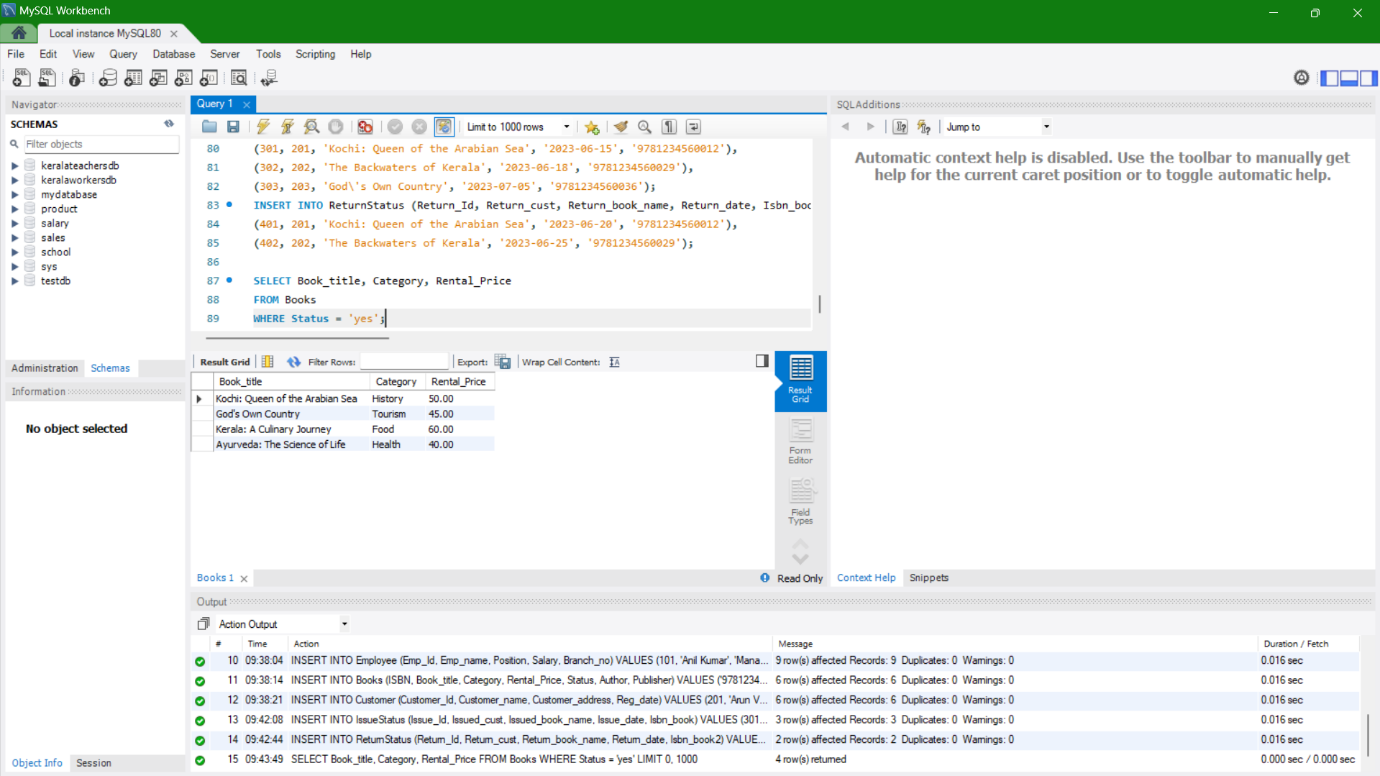 MySQL Workbench
Local instance MySQL80
File Edit View Query Database Server Tools Scripting Help
Navigator
SCHEMAS
Filter objects
keralateachersdb
keralaworkersdb
mydatabase
product
salary
sales
school
sys
testdb
Administration Schemas
Information
No object selected
Object Info Session
Query 1
Limit to 1000 rows
80 (301, 201, 'Kochi: Queen of the Arabian Sea', '2023-06-15', '9781234560012'),
81 (302, 202, 'The Backwaters of Kerala', '2023-06-18', '9781234560029'),
82 (303, 203, 'God\'s Own Country', '2023-07-05', '9781234560036');
83 INSERT INTO ReturnStatus (Return_Id, Return_cust, Return_book_name, Return_date, Isbn_boo
84 (401, 201, 'Kochi: Queen of the Arabian Sea', '2023-06-20', '9781234560012'),
85 (402, 202, 'The Backwaters of Kerala', '2023-06-25', '9781234560029');
86
87 SELECT Book_title, Category, Rental_Price
88 FROM Books
89 WHERE Status = 'yes';
Result Grid Filter Rows: Export: Wrap Cell Content:
Book_title Category Rental_Price
Kochi: Queen of the Arabian Sea History 50.00
God's Own Country Tourism 45.00
Kerala: A Culinary Journey Food 60.00
Ayurveda: The Science of Life Health 40.00
Result
Grid
Form
Editor
Field
Types
Books 1
Read Only
SQLAdditions
Jump to
Automatic context help is disabled. Use the toolbar to manually get
help for the current caret position or to toggle automatic help.
Context Help Snippets
Output
Action Output
# Time Action Message Duration / Fetch
10 09:38:04 INSERT INTO Employee (Emp_Id, Emp_name, Position, Salary, Branch_no) VALUES (101, 'Anil Kumar', 'Mana... 9 row(s) affected Records: 9 Duplicates: 0 Warnings: 0 0.016 sec
11 09:38:14 INSERT INTO Books (ISBN, Book_title, Category, Rental_Price, Status, Author, Publisher) VALUES ('9781234... 6 row(s) affected Records: 6 Duplicates: 0 Warnings: 0 0.016 sec
12 09:38:21 INSERT INTO Customer (Customer_Id, Customer_name, Customer_address, Reg_date) VALUES (201, 'Arun V... 6 row(s) affected Records: 6 Duplicates: 0 Warnings: 0 0.016 sec
13 09:42:08 INSERT INTO IssueStatus (Issue_Id, Issued_cust, Issued_book_name, Issue_date, Isbn_book) VALUES (301... 3 row(s) affected Records: 3 Duplicates: 0 Warnings: 0 0.016 sec
14 09:42:44 INSERT INTO ReturnStatus (Return_Id, Return_cust, Return_book_name, Return_date, Isbn_book2) VALUE... 2 row(s) affected Records: 2 Duplicates: 0 Warnings: 0 0.016 sec
15 09:43:49 SELECT Book_title, Category, Rental_Price FROM Books WHERE Status = 'yes' LIMIT 0, 1000 4 row(s) returned 0.000 sec / 0.000 sec